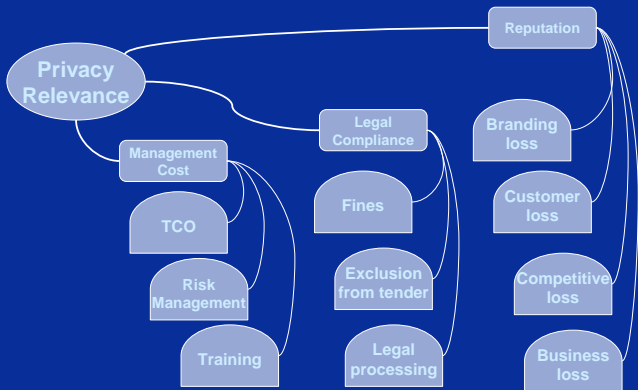 Privacy
Relevance
Reputation
Management
Cost
TCO
Risk
Management
Training
Legal
Compliance
Fines
Exclusion
from tender
Legal
processing
Branding
loss
Customer
loss
Competitive
loss
Business
loss